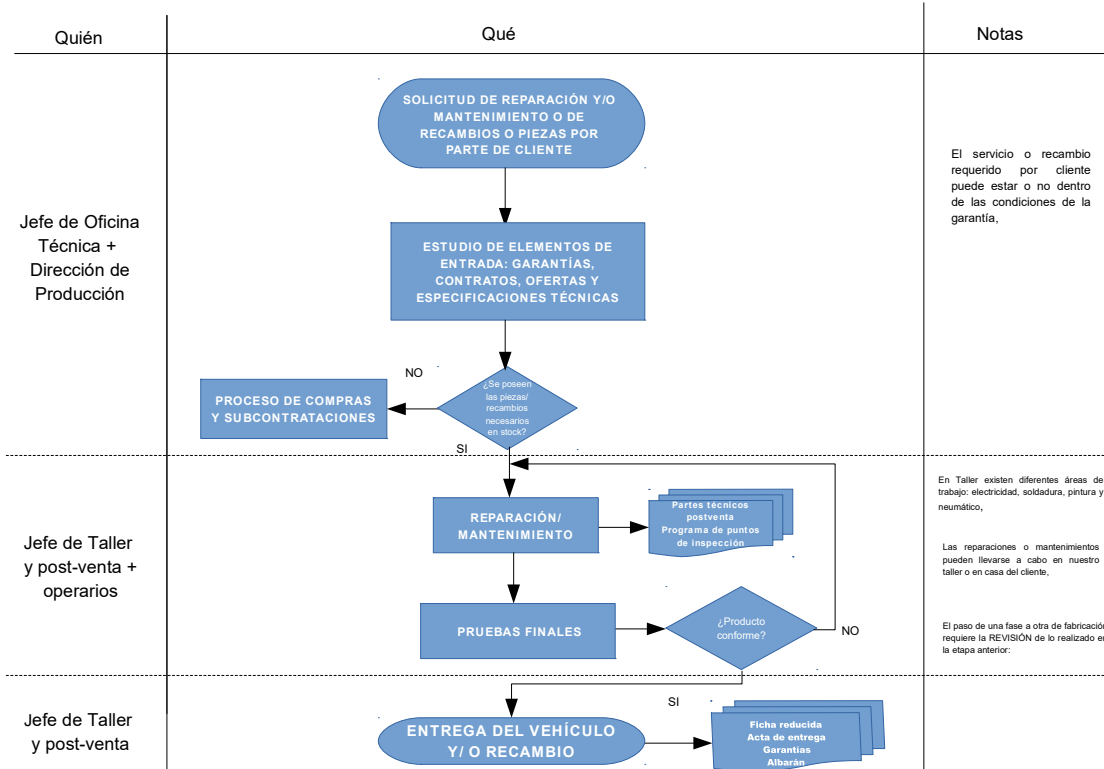 Quién
Qué
Notas
SOLICITUD DE REPARACIÓN Y/O
MANTENIMIENTO O DE
RECAMBIOS O PIEZAS POR
PARTE DE CLIENTE
El servicio o recambio
requerido por cliente
puede estar o no dentro
de las condiciones de la
garantía,
Jefe de Oficina
Técnica +
Dirección de
Producción
ESTUDIO DE ELEMENTOS DE
ENTRADA: GARANTÍAS,
CONTRATOS, OFERTAS Y
ESPECIFICACIONES TÉCNICAS
NO
¿Se poseen
las piezas/
recambios
necesarios
en stock?
PROCESO DE COMPRAS
Y SUBCONTRATACIONES
SI
En Taller existen diferentes áreas de
trabajo: electricidad, soldadura, pintura y
neumático,
Jefe de Taller
y post-venta +
operarios
REPARACIÓN/
MANTENIMIENTO
Partes técnicos
postventa
Programa de puntos
de inspección
Las reparaciones o mantenimientos
pueden llevarse a cabo en nuestro
taller o en casa del cliente,
PRUEBAS FINALES
¿Producto
conforme?
NO
El paso de una fase a otra de fabricación
requiere la REVISIÓN de lo realizado en
la etapa anterior:
SI
Jefe de Taller
y post-venta
ENTREGA DEL VEHÍCULO
Y/ O RECAMBIO
Ficha reducida
Acta de entrega
Garantías
Albarán